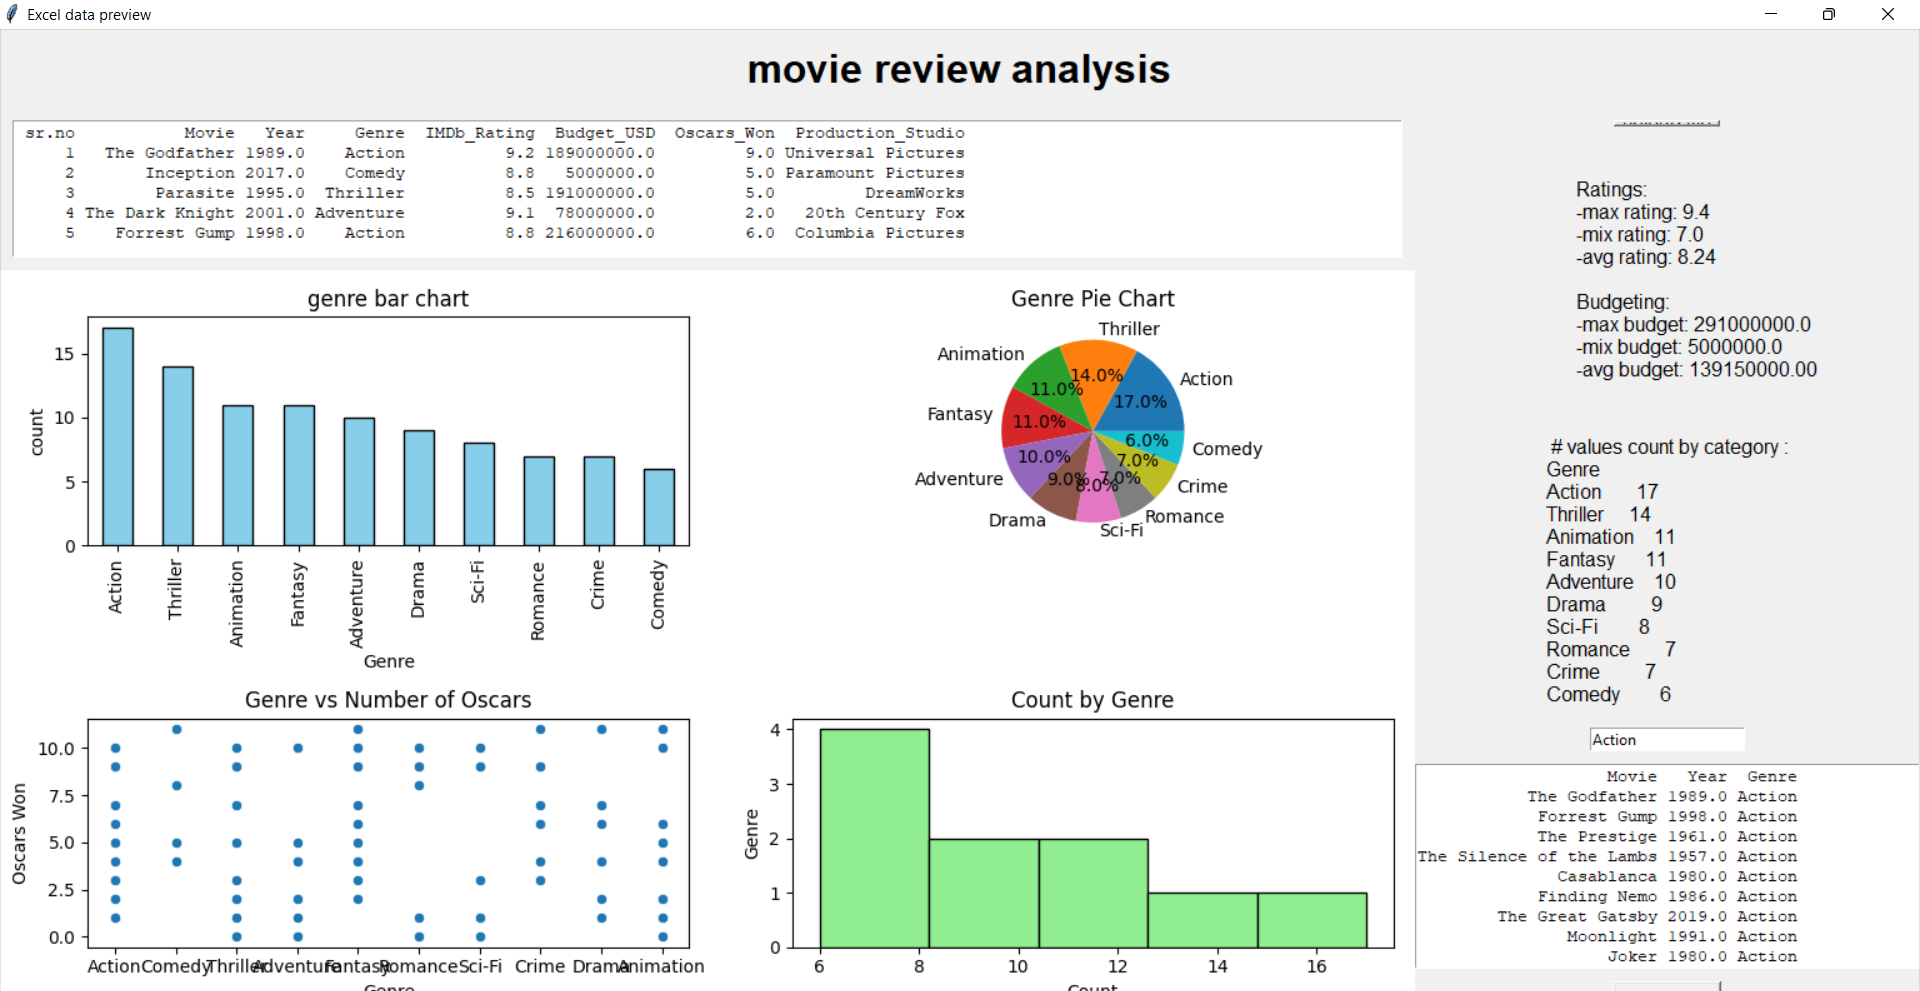 Excel data preview
movie review analysis
sr.no Movie Year Genre IMDb_Rating Budget_USD Oscars_Won Production_Studio
1 The Godfather 1989.0 Action 9.2 189000000.0 9.0 Universal Pictures
2 Inception 2017.0 Comedy 8.8 5000000.0 5.0 Paramount Pictures
3 Parasite 1995.0 Thriller 8.5 191000000.0 5.0 DreamWorks
4 The Dark Knight 2001.0 Adventure 9.1 78000000.0 2.0 20th Century Fox
5 Forrest Gump 1998.0 Action 8.8 216000000.0 6.0 Columbia Pictures
genre bar chart
count
15
10
5
0
Action
Thriller
Animation
Fantasy
Adventure
Drama
Sci-Fi
Romance
Crime
Comedy
Genre
Genre Pie Chart
Thriller
Animation
Action
Fantasy
Comedy
Adventure
Crime
Drama
Romance
Sci-Fi
14.0%
11.0%
17.0%
11.0%
6.0%
10.0%
7.0%
9.0%
8.0%
7.0%
Genre vs Number of Oscars
Oscars Won
10.0
7.5
5.0
2.5
0.0
Action Comedy Thriller Adventure Fantasy Romance Sci-Fi Crime Drama Animation
Genre
Count by Genre
Genre
4
3
2
1
0
6 8 10 12 14 16
Count
Ratings:
-max rating: 9.4
-mix rating: 7.0
-avg rating: 8.24
Budgeting:
-max budget: 291000000.0
-mix budget: 5000000.0
-avg budget: 139150000.00
# values count by category :
Genre
Action 17
Thriller 14
Animation 11
Fantasy 11
Adventure 10
Drama 9
Sci-Fi 8
Romance 7
Crime 7
Comedy 6
Action
Movie Year Genre
The Godfather 1989.0 Action
Forrest Gump 1998.0 Action
The Prestige 1961.0 Action
The Silence of the Lambs 1957.0 Action
Casablanca 1980.0 Action
Finding Nemo 1986.0 Action
The Great Gatsby 2019.0 Action
Moonlight 1991.0 Action
Joker 1980.0 Action